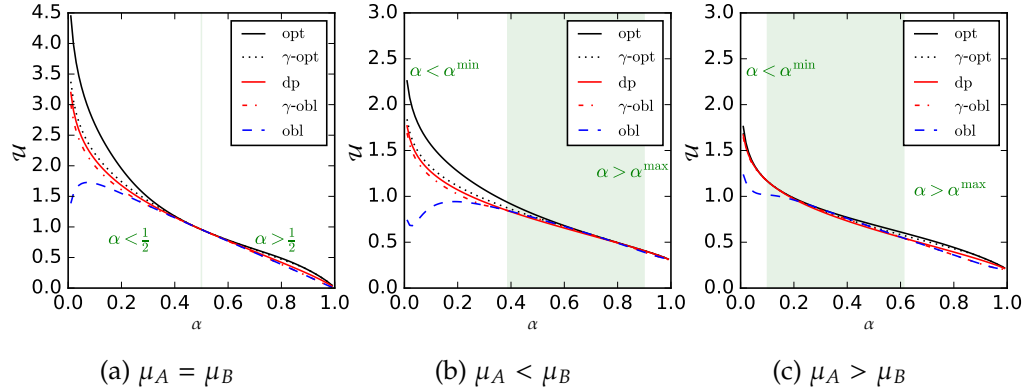 4.5
4.0
3.5
3.0
2.5
2.0
1.5
1.0
0.5
0.0
0.0 0.2 0.4 0.6 0.8 1.0
𝒰
α
opt
γ-opt
dp
γ-obl
obl
α < 1/2
α > 1/2
(a) μ_A = μ_B
3.0
2.5
2.0
1.5
1.0
0.5
0.0
0.0 0.2 0.4 0.6 0.8 1.0
𝒰
α
opt
γ-opt
dp
γ-obl
obl
α < α^min
α > α^max
(b) μ_A < μ_B
3.0
2.5
2.0
1.5
1.0
0.5
0.0
0.0 0.2 0.4 0.6 0.8 1.0
𝒰
α
opt
γ-opt
dp
γ-obl
obl
α < α^min
α > α^max
(c) μ_A > μ_B